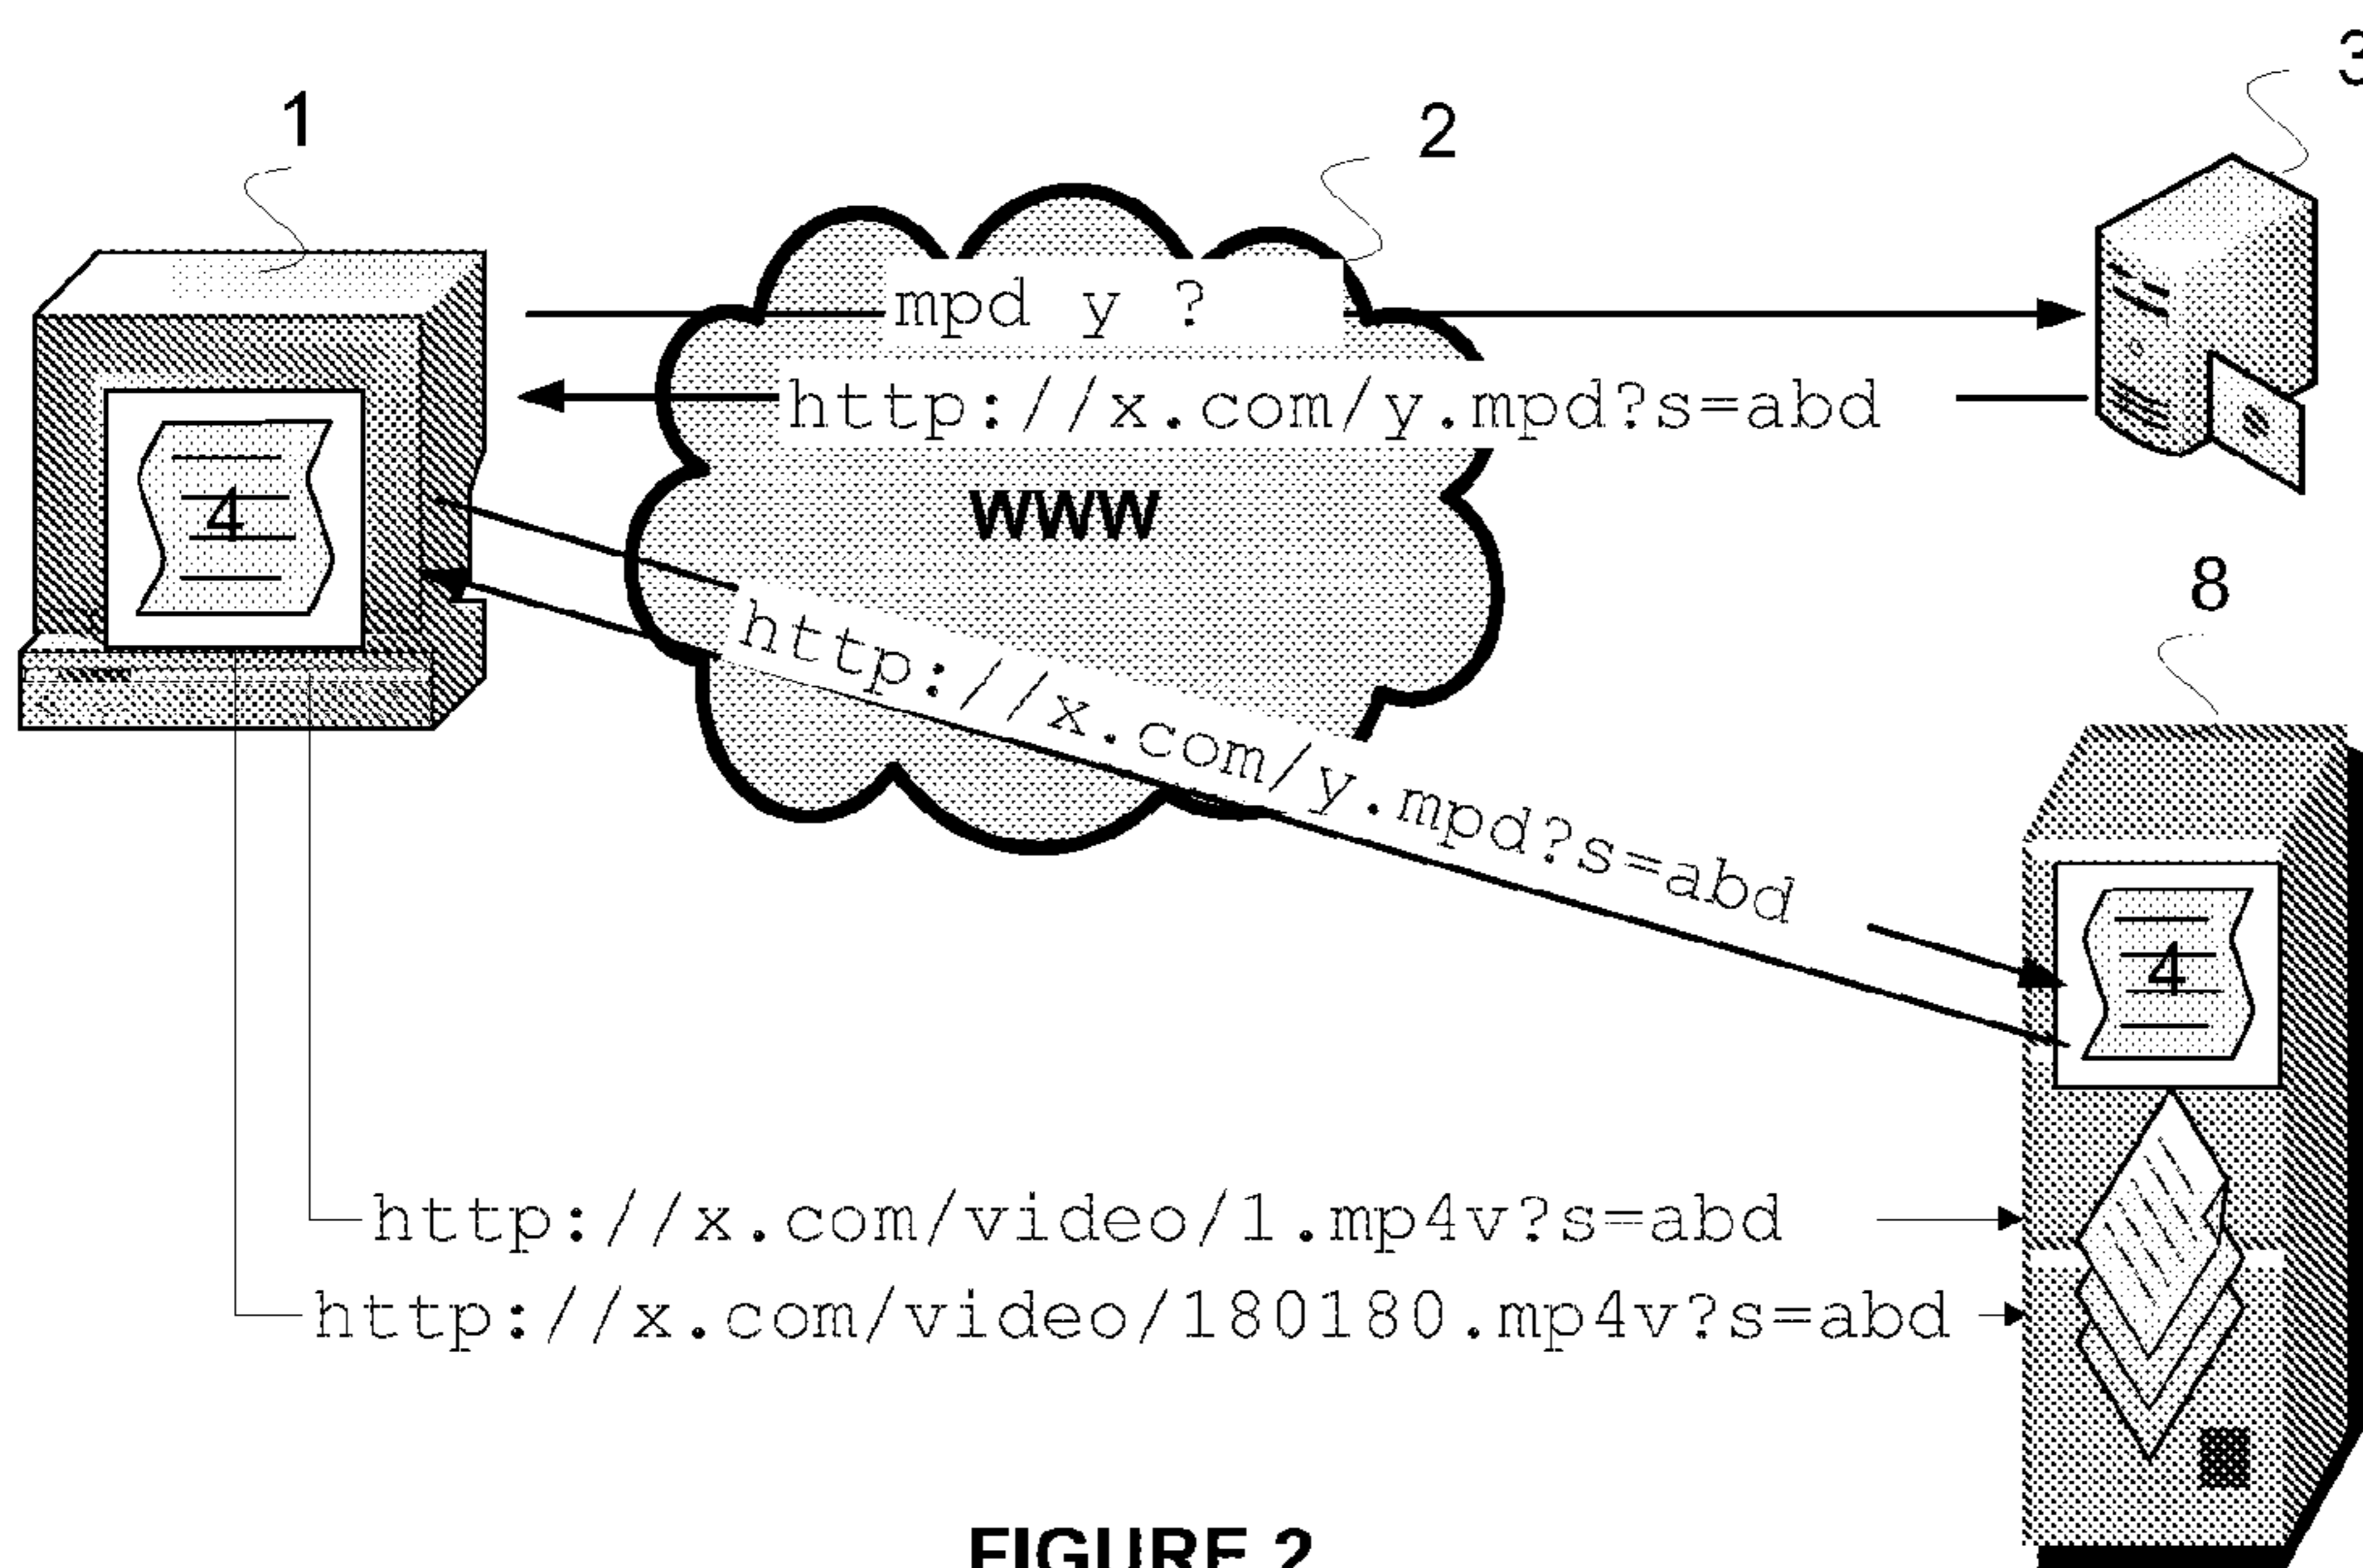 3
1
2
mpd y ?
http://x.com/y.mpd?s=abd
www
4
8
http://x.com/y.mpd?s=abd
4
http://x.com/video/1.mp4v?s=abd
http://x.com/video/180180.mp4v?s=abd
FIGURE 2